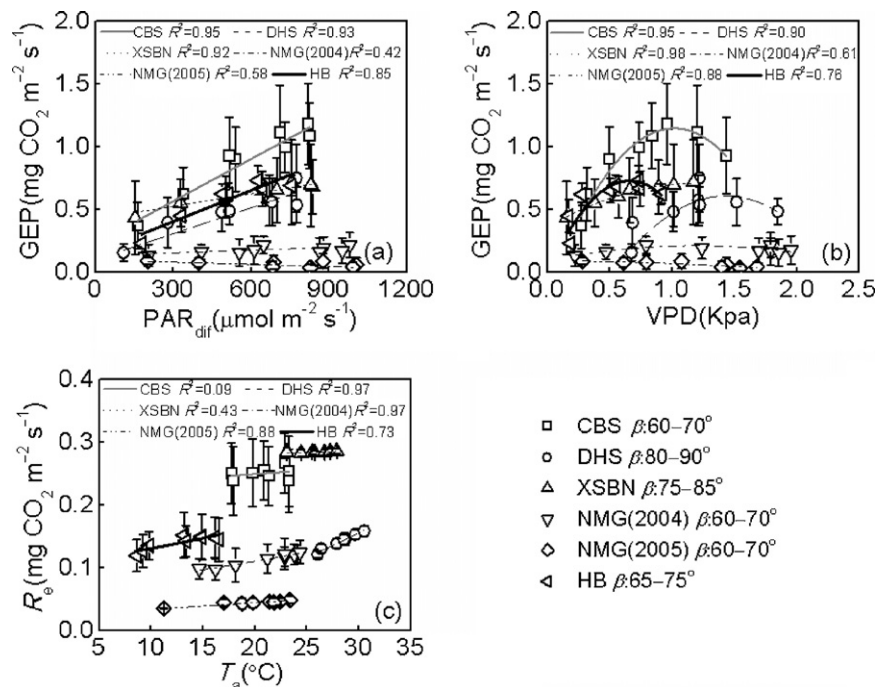 CBS R²=0.95 DHS R²=0.93
XSBN R²=0.92 NMG(2004) R²=0.42
NMG(2005) R²=0.58 HB R²=0.85
GEP(mg CO₂ m⁻² s⁻¹)
2.0
1.5
1.0
0.5
0.0
(a)
0 300 600 900 1200
PAR_dif(μmol m⁻² s⁻¹)
CBS R²=0.95 DHS R²=0.90
XSBN R²=0.98 NMG(2004) R²=0.61
NMG(2005) R²=0.88 HB R²=0.76
GEP(mg CO₂ m⁻² s⁻¹)
2.0
1.5
1.0
0.5
0.0
(b)
0.0 0.5 1.0 1.5 2.0 2.5
VPD(Kpa)
CBS R²=0.09 DHS R²=0.97
XSBN R²=0.43 NMG(2004) R²=0.97
NMG(2005) R²=0.88 HB R²=0.73
Rₑ(mg CO₂ m⁻² s⁻¹)
0.4
0.3
0.2
0.1
0.0
(c)
5 10 15 20 25 30 35
Tₐ(°C)
CBS β:60–70°
DHS β:80–90°
XSBN β:75–85°
NMG(2004) β:60–70°
NMG(2005) β:60–70°
HB β:65–75°